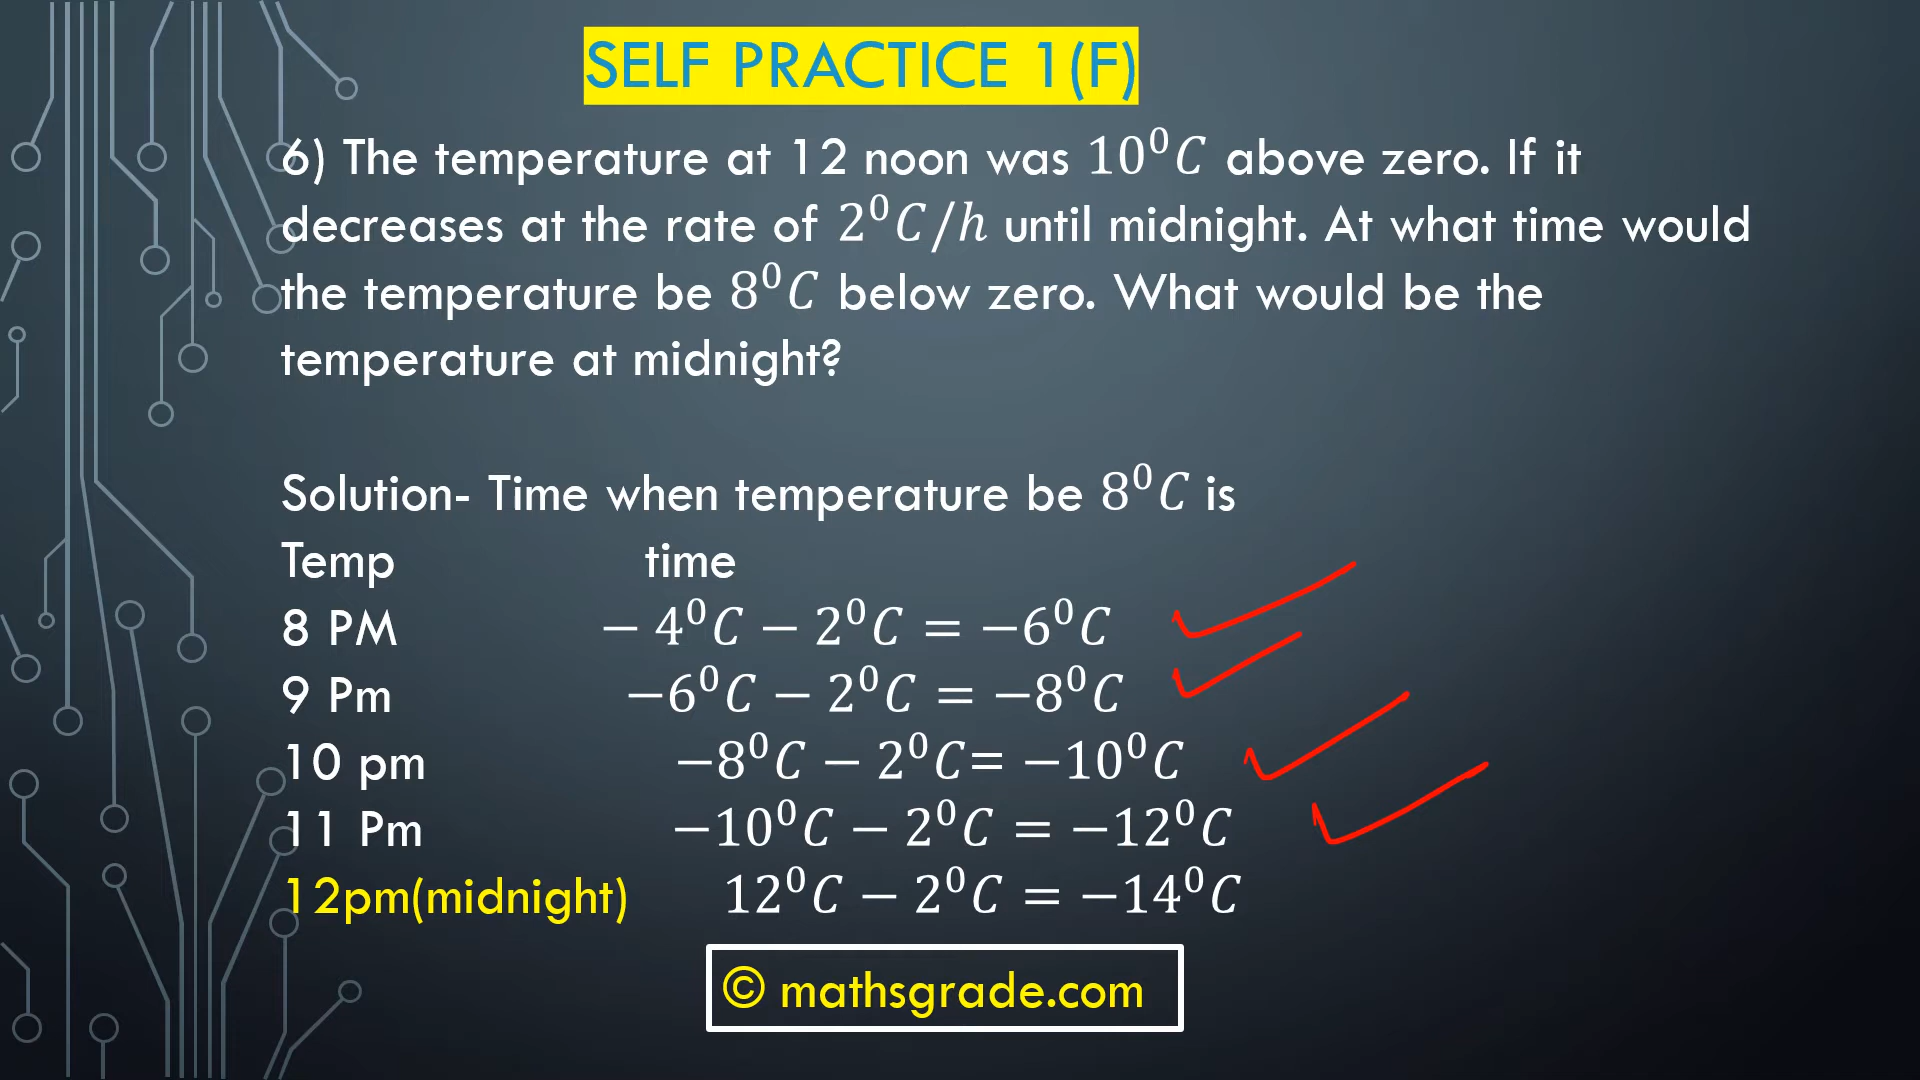 SELF PRACTICE 1(F)
6) The temperature at 12 noon was 10⁰C above zero. If it
decreases at the rate of 2⁰C/h until midnight. At what time would
the temperature be 8⁰C below zero. What would be the
temperature at midnight?
Solution- Time when temperature be 8⁰C is
Temp time
8 PM − 4⁰C − 2⁰C = −6⁰C
9 Pm −6⁰C − 2⁰C = −8⁰C
10 pm −8⁰C − 2⁰C= −10⁰C
11 Pm −10⁰C − 2⁰C = −12⁰C
12pm(midnight) 12⁰C − 2⁰C = −14⁰C
© mathsgrade.com